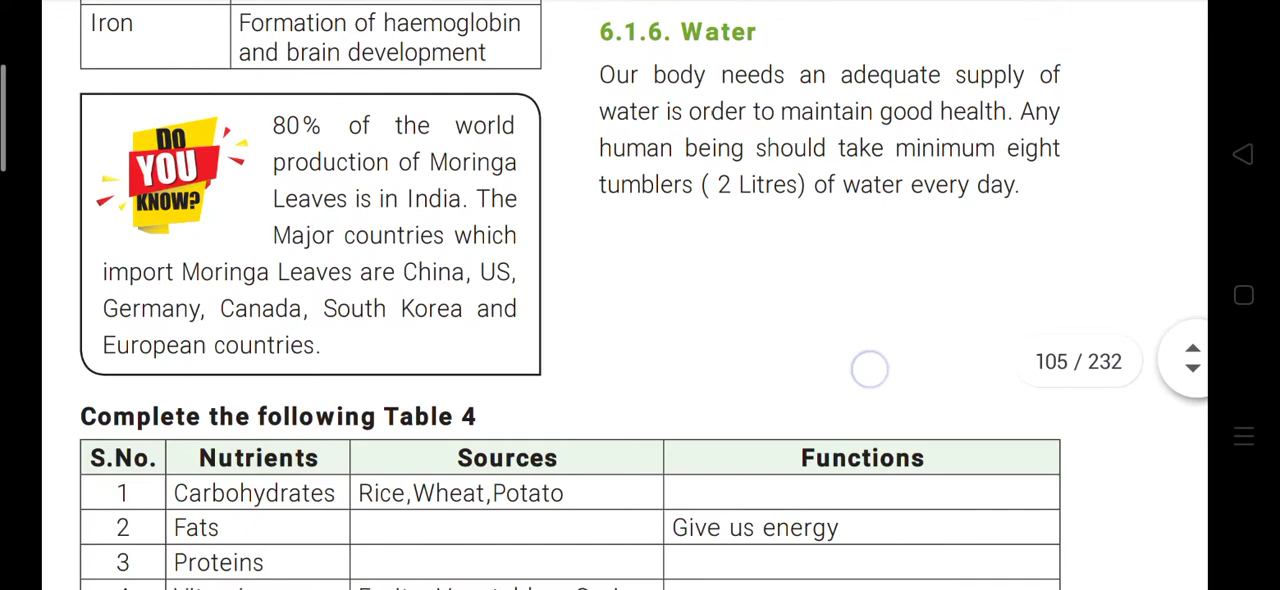 Iron
Formation of haemoglobin
and brain development
DO
YOU
KNOW?
80% of the world
production of Moringa
Leaves is in India. The
Major countries which
import Moringa Leaves are China, US,
Germany, Canada, South Korea and
European countries.
6.1.6. Water
Our body needs an adequate supply of
water is order to maintain good health. Any
human being should take minimum eight
tumblers ( 2 Litres) of water every day.
105 / 232
Complete the following Table 4
S.No. Nutrients Sources Functions
1 Carbohydrates Rice,Wheat,Potato
2 Fats Give us energy
3 Proteins